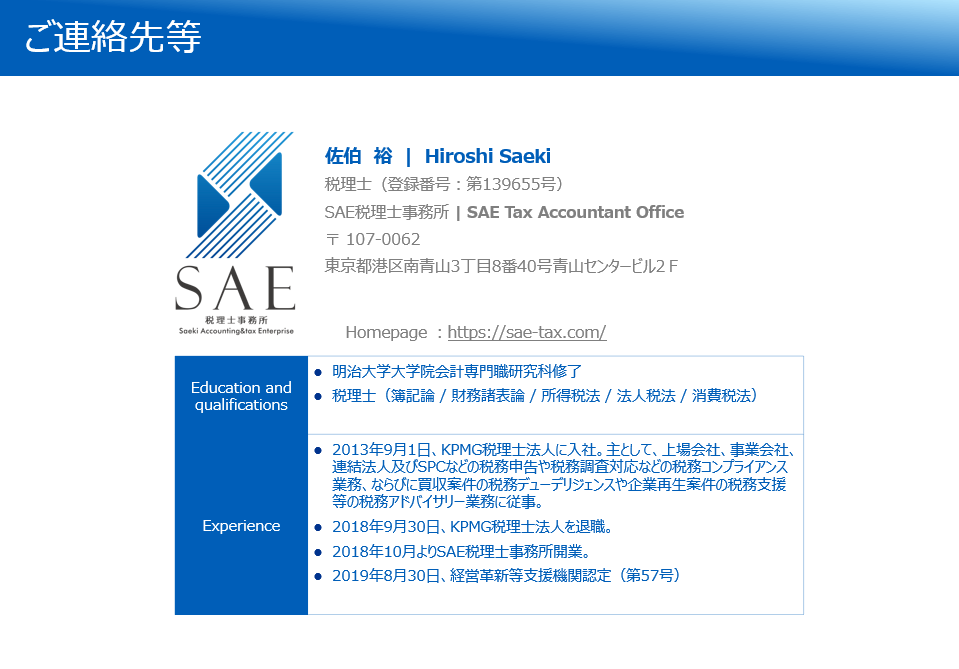 ご連絡先等
佐伯 裕 | Hiroshi Saeki
税理士（登録番号：第139655号）
SAE税理士事務所 | SAE Tax Accountant Office
〒 107-0062
東京都港区南青山3丁目8番40号青山センタービル2Ｆ
SAE
税理士事務所
Saeki Accounting&tax Enterprise
Homepage ：https://sae-tax.com/
Education and
qualifications
● 明治大学大学院会計専門職研究科修了
● 税理士（簿記論 / 財務諸表論 / 所得税法 / 法人税法 / 消費税法）
Experience
● 2013年9月1日、KPMG税理士法人に入社。主として、上場会社、事業会社、
連結法人及びSPCなどの税務申告や税務調査対応などの税務コンプライアンス
業務、ならびに買収案件の税務デューデリジェンスや企業再生案件の税務支援
等の税務アドバイサリー業務に従事。
● 2018年9月30日、KPMG税理士法人を退職。
● 2018年10月よりSAE税理士事務所開業。
● 2019年8月30日、経営革新等支援機関認定（第57号）